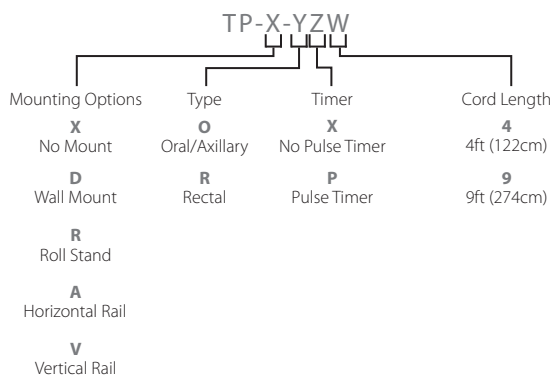 TP-X-YZW
Mounting Options Type Timer Cord Length
X O X 4
No Mount Oral/Axillary No Pulse Timer 4ft (122cm)
D R P 9
Wall Mount Rectal Pulse Timer 9ft (274cm)
R
Roll Stand
A
Horizontal Rail
V
Vertical Rail